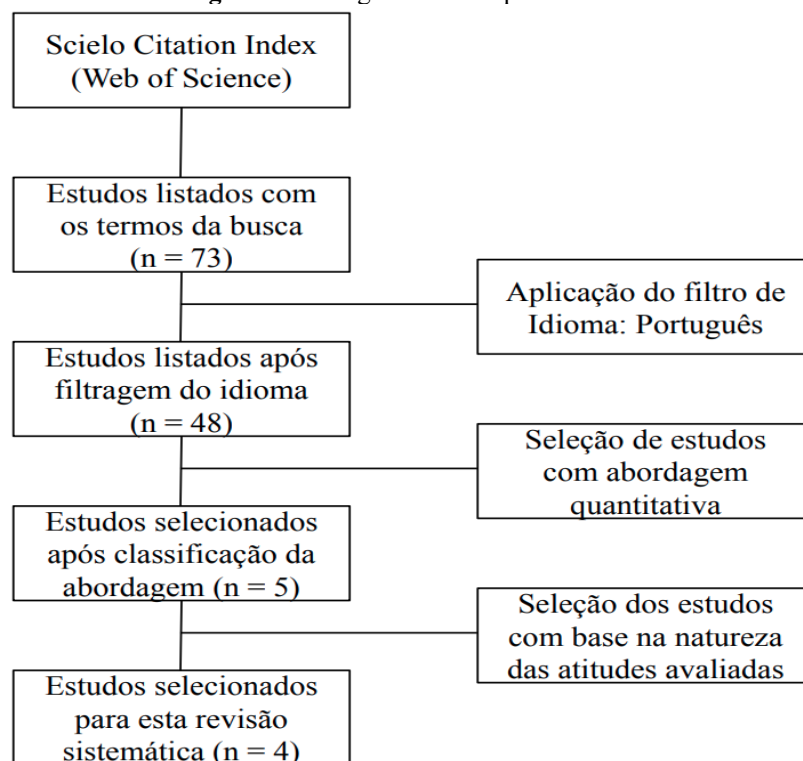 Scielo Citation Index
(Web of Science)
Estudos listados com
os termos da busca
(n = 73)
Aplicação do filtro de
Idioma: Português
Estudos listados após
filtragem do idioma
(n = 48)
Seleção de estudos
com abordagem
quantitativa
Estudos selecionados
após classificação da
abordagem (n = 5)
Seleção dos estudos
com base na natureza
das atitudes avaliadas
Estudos selecionados
para esta revisão
sistemática (n = 4)